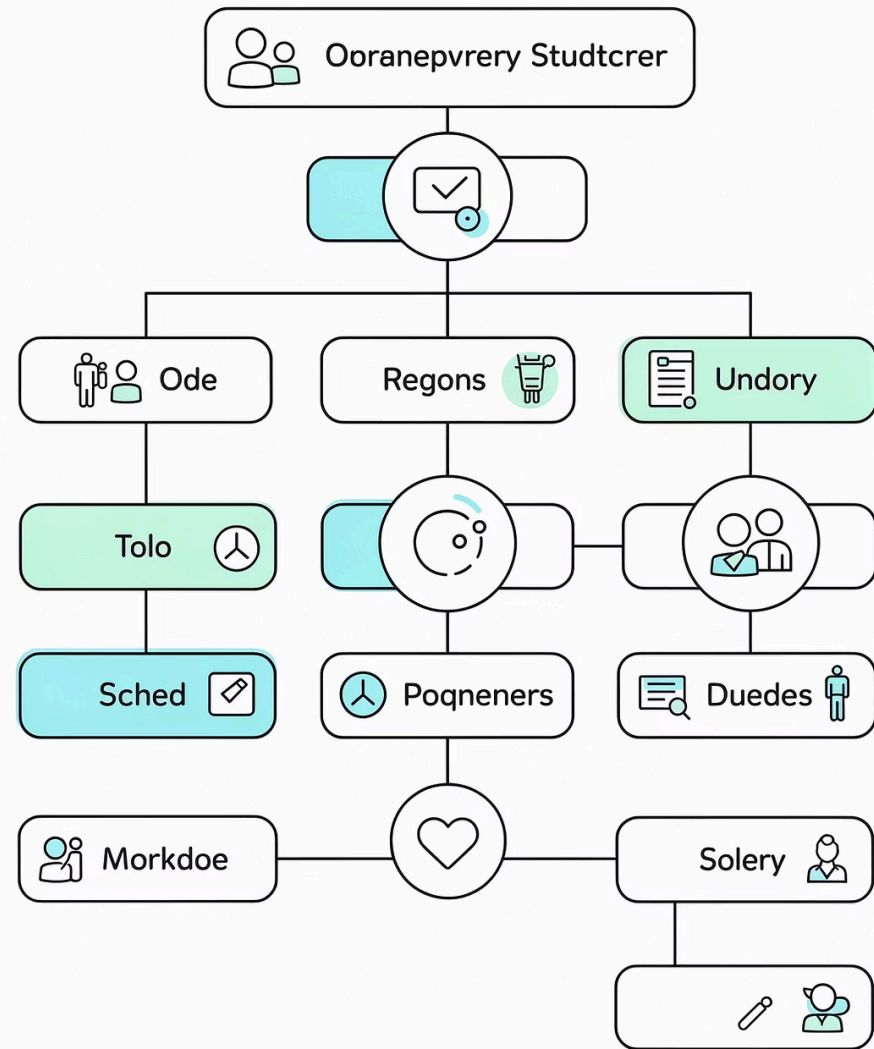 Ooranepvrery Studtcrer
Ode
Regons
Undory
Tolo
Sched
Poqneners
Duedes
Morkdoe
Solery